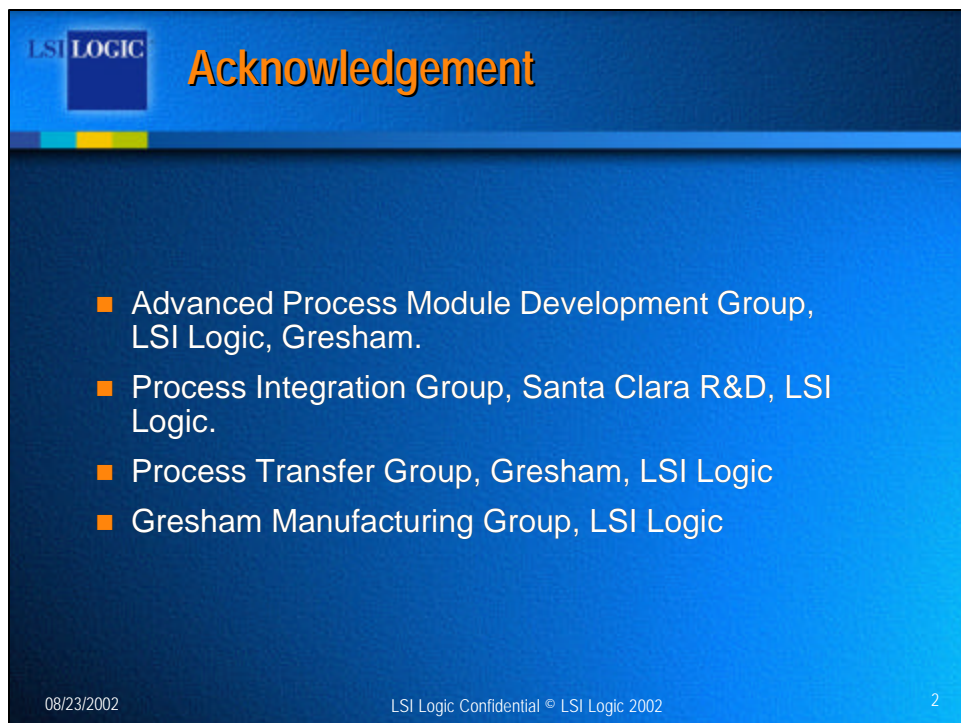 LSI LOGIC
Acknowledgement
■ Advanced Process Module Development Group,
LSI Logic, Gresham.
■ Process Integration Group, Santa Clara R&D, LSI
Logic.
■ Process Transfer Group, Gresham, LSI Logic
■ Gresham Manufacturing Group, LSI Logic
08/23/2002
LSI Logic Confidential © LSI Logic 2002
2